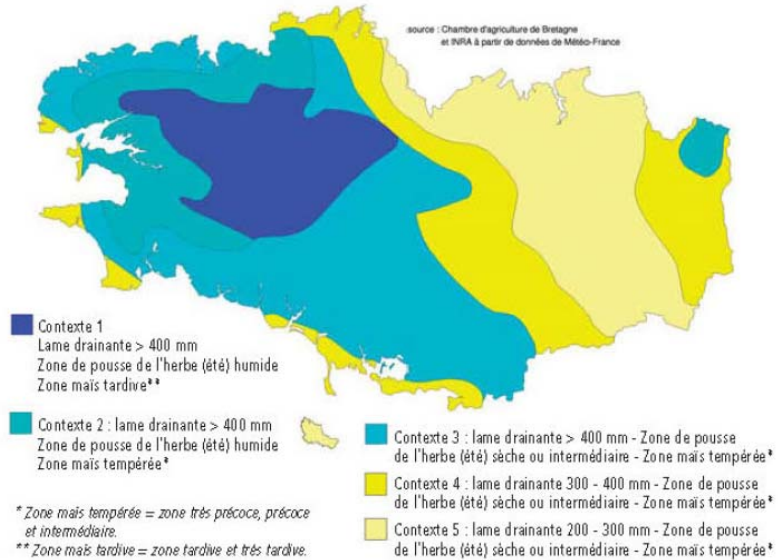 source : Chambre d'agriculture de Bretagne
et INRA à partir de données de Météo-France
Contexte 1
Lame drainante > 400 mm
Zone de pousse de l'herbe (été) humide
Zone maïs tardive**
Contexte 2 : lame drainante > 400 mm
Zone de pousse de l'herbe (été) humide
Zone maïs tempérée*
* Zone maïs tempérée = zone très précoce, précoce
et intermédiaire.
** Zone maïs tardive = zone tardive et très tardive.
Contexte 3 : lame drainante > 400 mm - Zone de pousse
de l'herbe (été) sèche ou intermédiaire - Zone maïs tempérée*
Contexte 4 : lame drainante 300 - 400 mm - Zone de pousse
de l'herbe (été) sèche ou intermédiaire - Zone maïs tempérée*
Contexte 5 : lame drainante 200 - 300 mm - Zone de pousse
de l'herbe (été) sèche ou intermédiaire - Zone maïs tempérée*